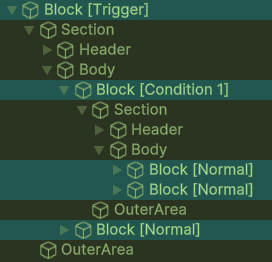 Block [Trigger]
Section
Header
Body
Block [Condition 1]
Section
Header
Body
Block [Normal]
Block [Normal]
OuterArea
Block [Normal]
OuterArea